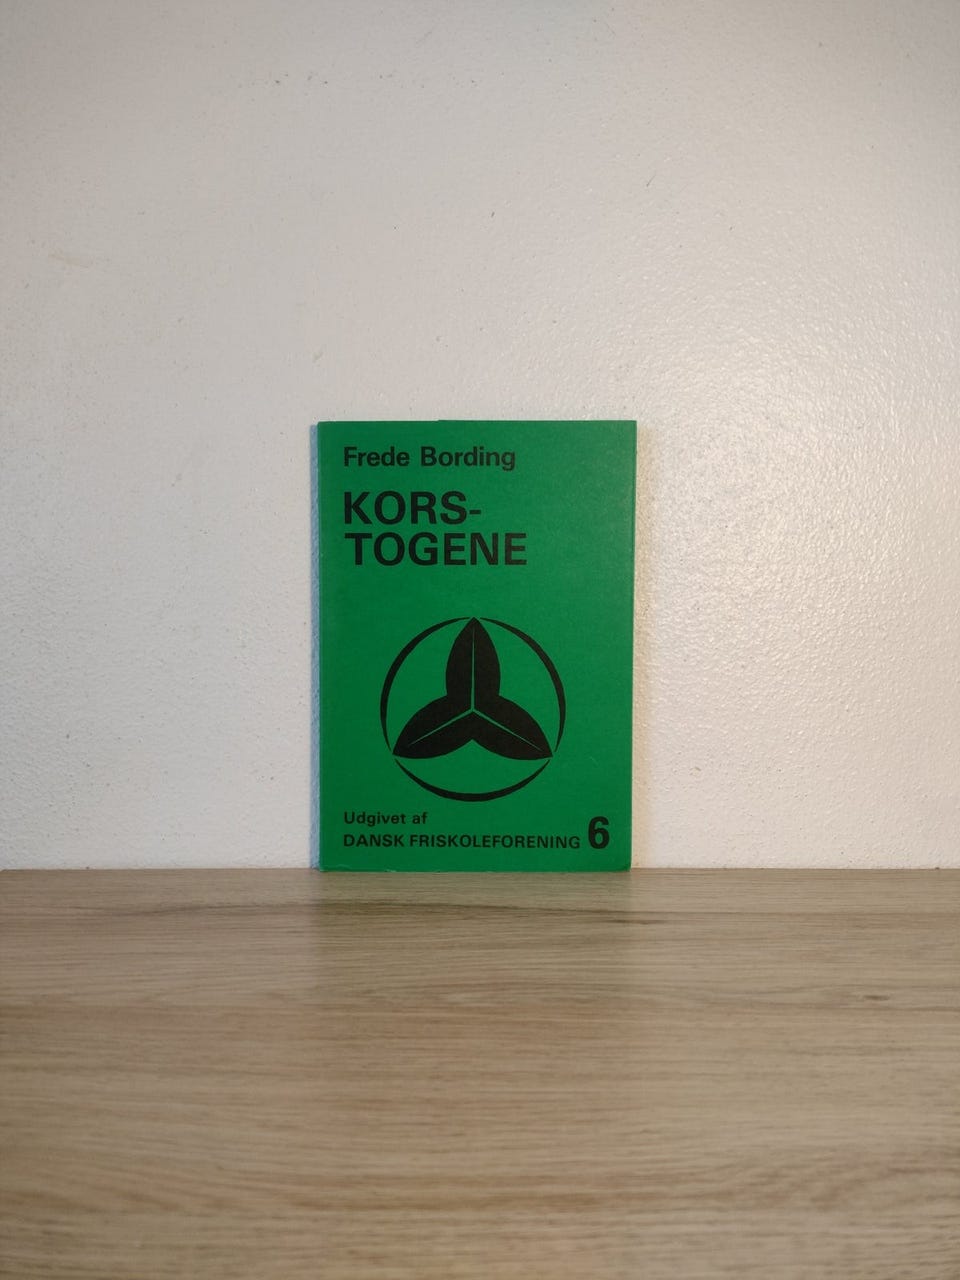 Frede Bording
KORS-
TOGENE
Udgivet af
DANSK FRISKOLEFORENING 6